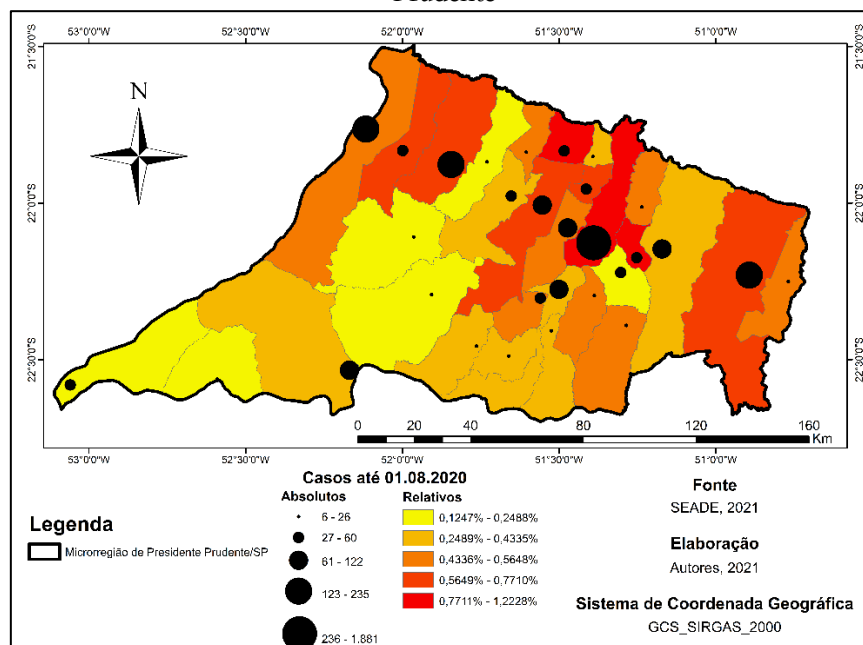 Prudente
53°0'0"W 52°30'0"W 52°0'0"W 51°30'0"W 51°0'0"W
21°30'0"S 21°30'0"S
N
22°0'0"S 22°0'0"S
22°30'0"S 22°30'0"S
0 20 40 80 120 160
Km
53°0'0"W 52°30'0"W 52°0'0"W 51°30'0"W 51°0'0"W
Legenda
Microrregião de Presidente Prudente/SP
Casos até 01.08.2020
Absolutos
6 - 26
27 - 60
61 - 122
123 - 235
236 - 1.881
Relativos
0,1247% - 0,2488%
0,2489% - 0,4335%
0,4336% - 0,5648%
0,5649% - 0,7710%
0,7711% - 1,2228%
Fonte
SEADE, 2021
Elaboração
Autores, 2021
Sistema de Coordenada Geográfica
GCS_SIRGAS_2000